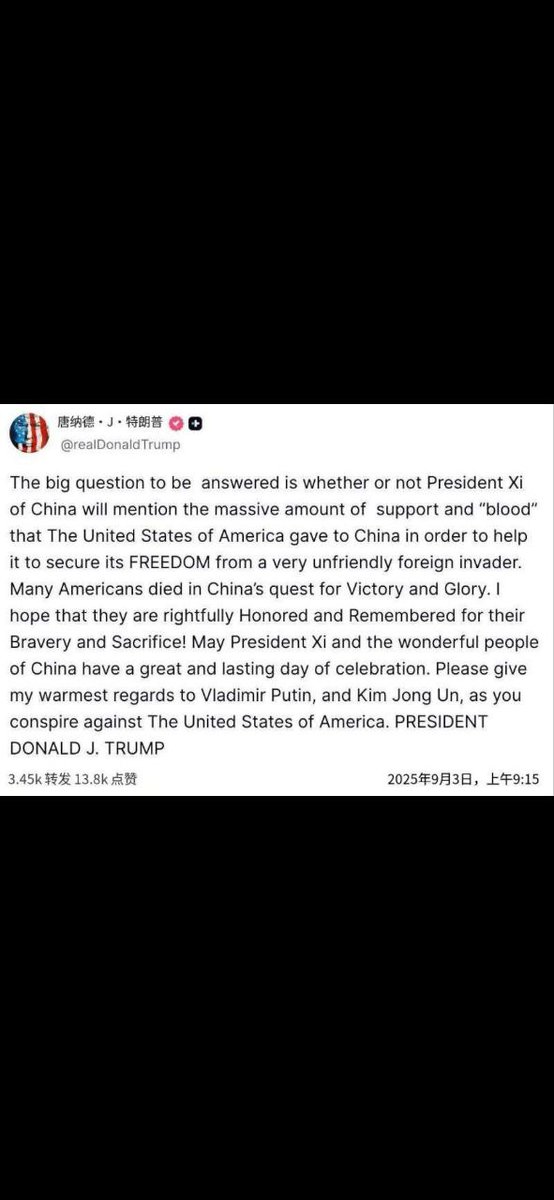 唐纳德·J·特朗普
@realDonaldTrump
The big question to be  answered is whether or not President Xi
of China will mention the massive amount of  support and “blood”
that The United States of America gave to China in order to help
it to secure its FREEDOM from a very unfriendly foreign invader.
Many Americans died in China’s quest for Victory and Glory. I
hope that they are rightfully Honored and Remembered for their
Bravery and Sacrifice! May President Xi and the wonderful people
of China have a great and lasting day of celebration. Please give
my warmest regards to Vladimir Putin, and Kim Jong Un, as you
conspire against The United States of America. PRESIDENT
DONALD J. TRUMP
3.45k 转发 13.8k 点赞 2025年9月3日，上午9:15